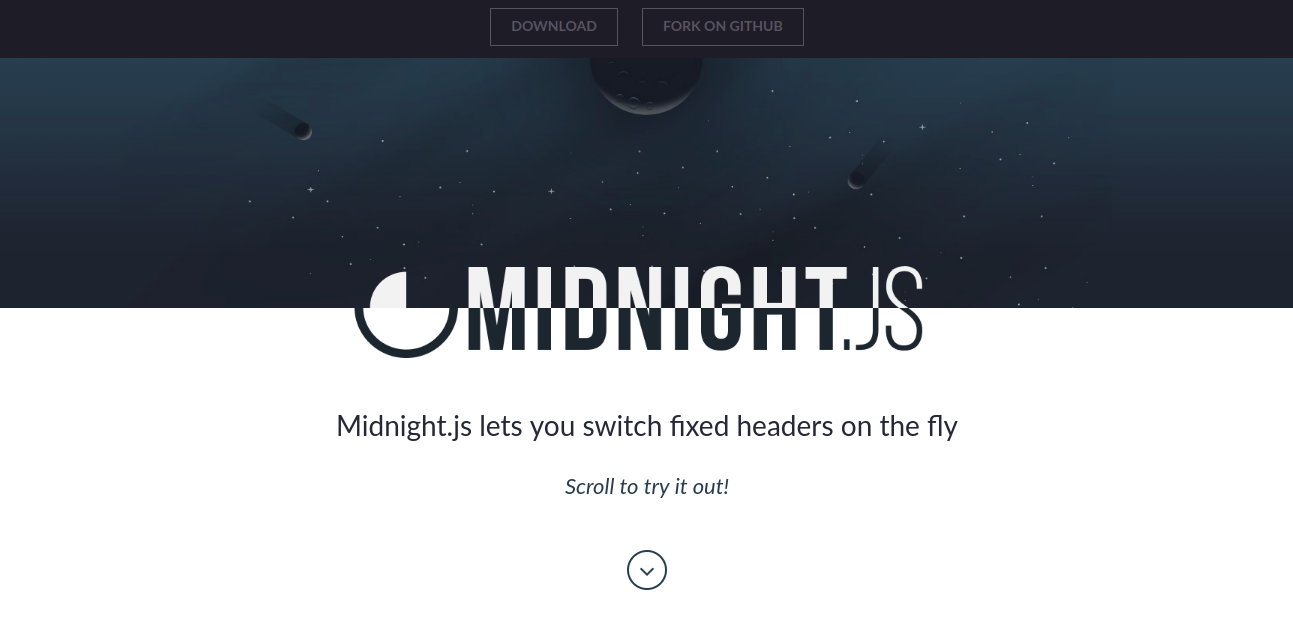 DOWNLOAD FORK ON GITHUB
MIDNIGHT.JS
Midnight.js lets you switch fixed headers on the fly
Scroll to try it out!